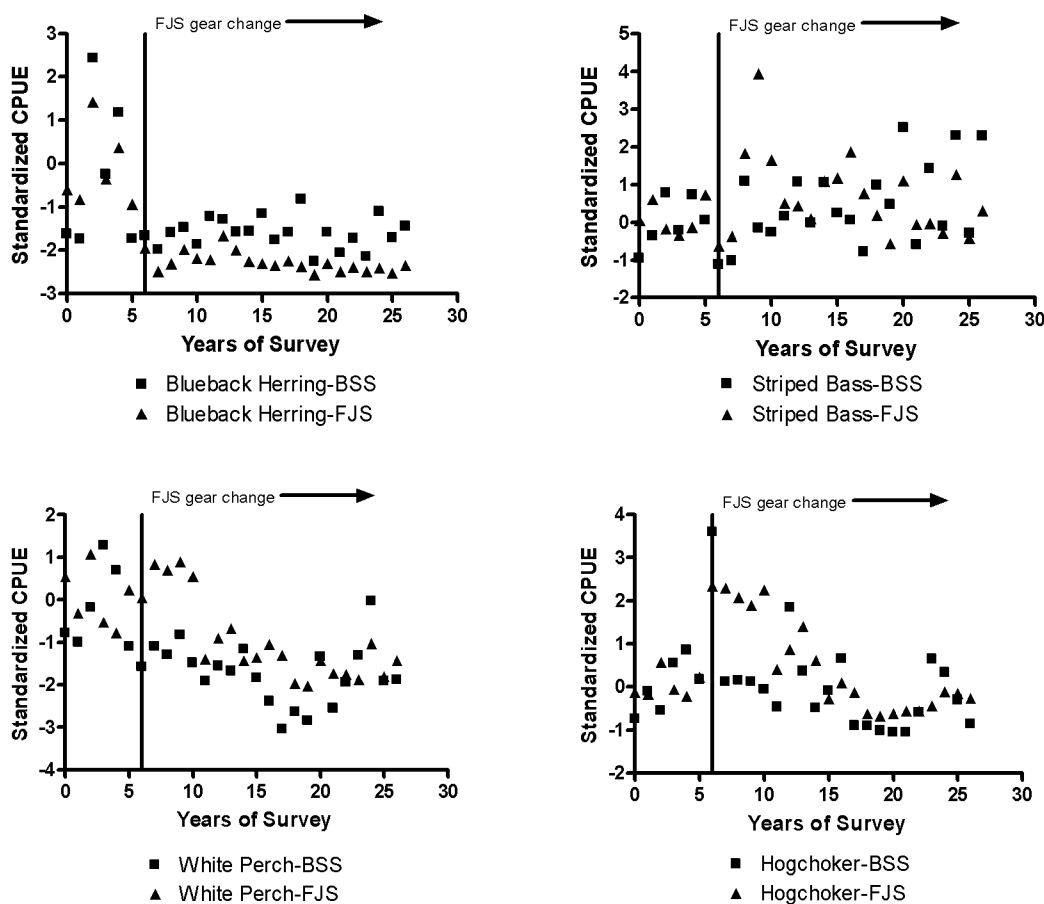 FJS gear change
Standardized CPUE
3
2
1
0
-1
-2
-3
0 5 10 15 20 25 30
Years of Survey
Blueback Herring-BSS
Blueback Herring-FJS
FJS gear change
Standardized CPUE
5
4
3
2
1
0
-1
-2
0 5 10 15 20 25 30
Years of Survey
Striped Bass-BSS
Striped Bass-FJS
FJS gear change
Standardized CPUE
2
1
0
-1
-2
-3
-4
0 5 10 15 20 25 30
Years of Survey
White Perch-BSS
White Perch-FJS
FJS gear change
Standardized CPUE
4
3
2
1
0
-1
-2
0 5 10 15 20 25 30
Years of Survey
Hogchoker-BSS
Hogchoker-FJS